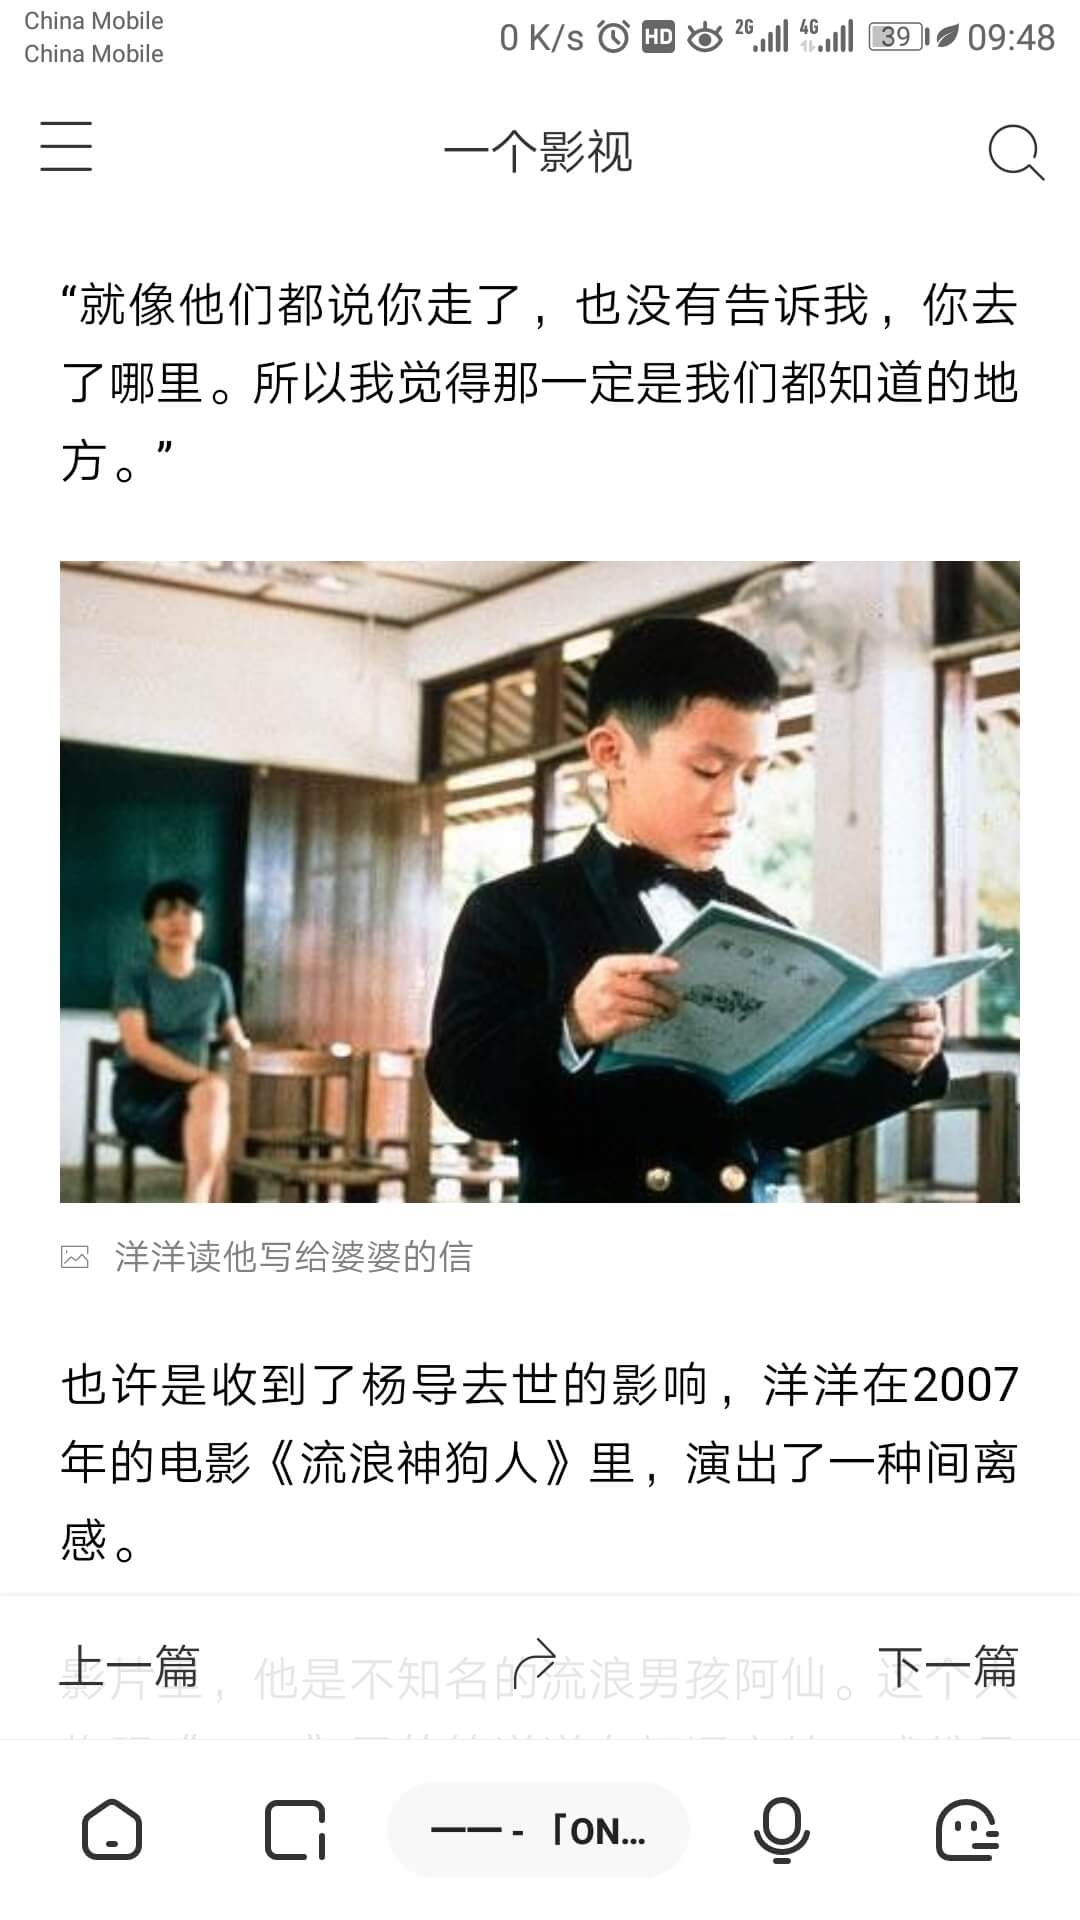 China Mobile
China Mobile
0 K/s HD 2G 4G 39 09:48
一个影视
“就像他们都说你走了，也没有告诉我，你去
了哪里。所以我觉得那一定是我们都知道的地
方。”
洋洋读他写给婆婆的信
也许是收到了杨导去世的影响，洋洋在2007
年的电影《流浪神狗人》里，演出了一种间离
感。
上一篇
下一篇
影片里，他是不知名的流浪男孩阿仙。这个人
一一 - 「ON...